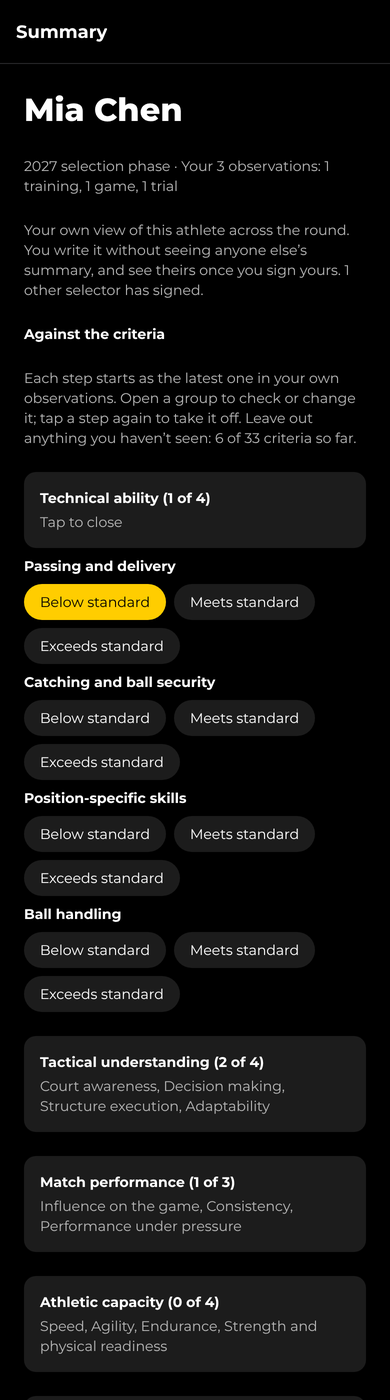 Summary
Mia Chen
2027 selection phase · Your 3 observations: 1
training, 1 game, 1 trial
Your own view of this athlete across the round.
You write it without seeing anyone else’s
summary, and see theirs once you sign yours. 1
other selector has signed.
Against the criteria
Each step starts as the latest one in your own
observations. Open a group to check or change
it; tap a step again to take it off. Leave out
anything you haven’t seen: 6 of 33 criteria so far.
Technical ability (1 of 4)
Tap to close
Passing and delivery
Below standard Meets standard
Exceeds standard
Catching and ball security
Below standard Meets standard
Exceeds standard
Position-specific skills
Below standard Meets standard
Exceeds standard
Ball handling
Below standard Meets standard
Exceeds standard
Tactical understanding (2 of 4)
Court awareness, Decision making,
Structure execution, Adaptability
Match performance (1 of 3)
Influence on the game, Consistency,
Performance under pressure
Athletic capacity (0 of 4)
Speed, Agility, Endurance, Strength and
physical readiness